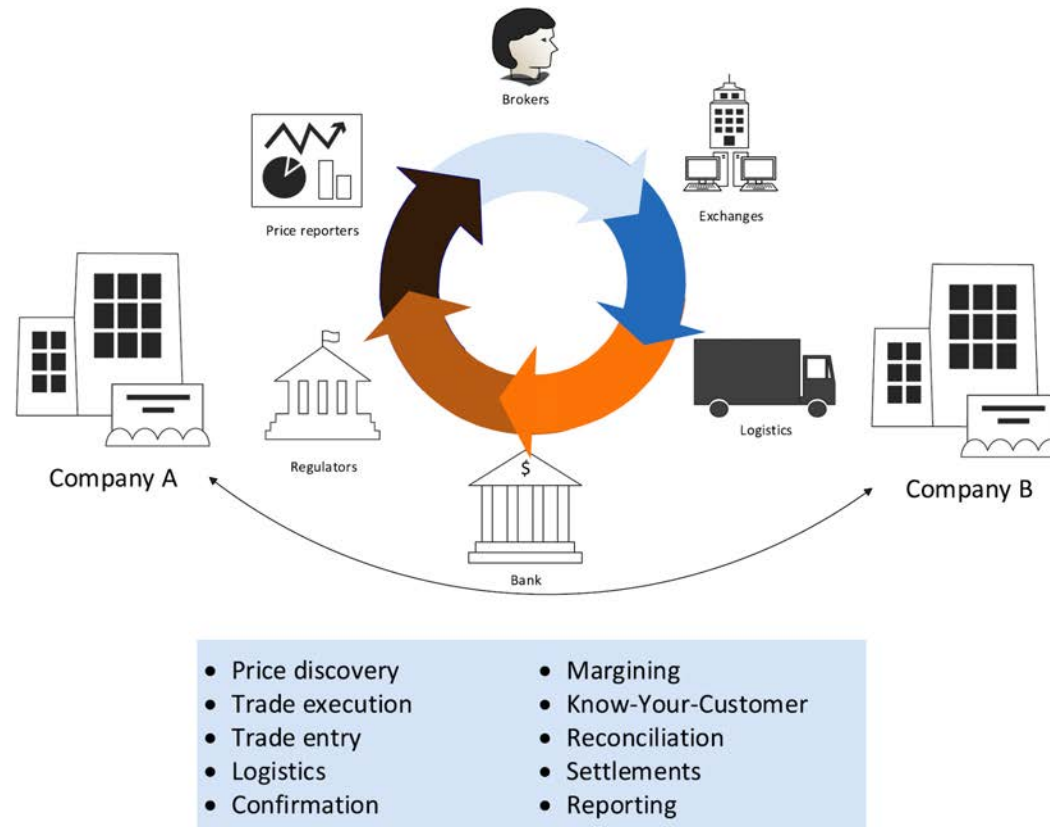 Brokers
Exchanges
Price reporters
Logistics
Regulators
$
Bank
Company A
Company B
• Price discovery
• Trade execution
• Trade entry
• Logistics
• Confirmation
• Margining
• Know-Your-Customer
• Reconciliation
• Settlements
• Reporting